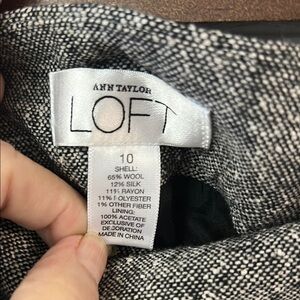 ANN TAYLOR
LOFT
10
SHELL:
65% WOOL
12% SILK
11% RAYON
11% POLYESTER
1% OTHER FIBER
LINING:
100% ACETATE
EXCLUSIVE OF
DECORATION
MADE IN CHINA